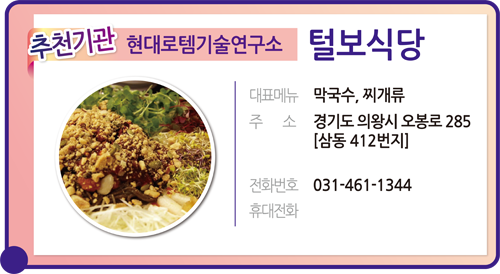 추천기관 현대로템기술연구소 털보식당
대표메뉴 막국수, 찌개류
주 소 경기도 의왕시 오봉로 285
[삼동 412번지]
전화번호 031-461-1344
휴대전화